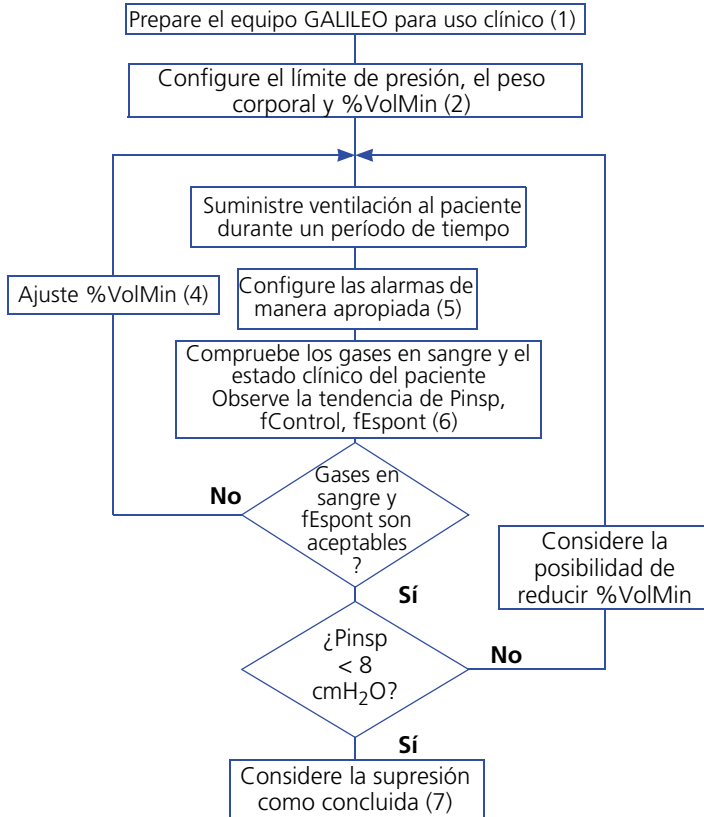 Prepare el equipo GALILEO para uso clínico (1)
Configure el límite de presión, el peso
corporal y %VolMin (2)
Suministre ventilación al paciente
durante un período de tiempo
Ajuste %VolMin (4)
Configure las alarmas de
manera apropiada (5)
Compruebe los gases en sangre y el
estado clínico del paciente
Observe la tendencia de Pinsp,
fControl, fEspont (6)
No
Gases en
sangre y
fEspont son
aceptables
?
Sí
Considere la
posibilidad de
reducir %VolMin
¿Pinsp
< 8
cmH₂O?
No
Sí
Considere la supresión
como concluida (7)